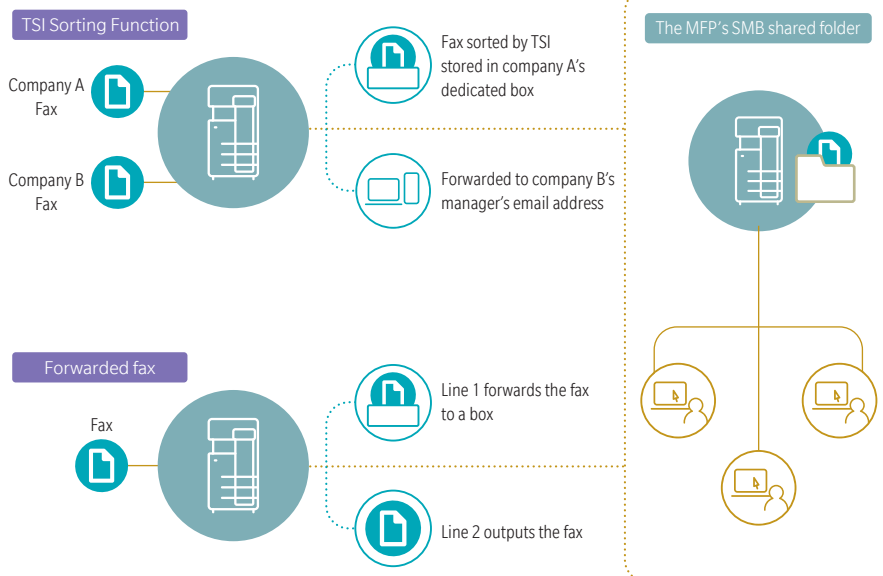 TSI Sorting Function
Company A
Fax
Company B
Fax
Fax sorted by TSI
stored in company A's
dedicated box
Forwarded to company B's
manager's email address
Forwarded fax
Fax
Line 1 forwards the fax
to a box
Line 2 outputs the fax
The MFP's SMB shared folder